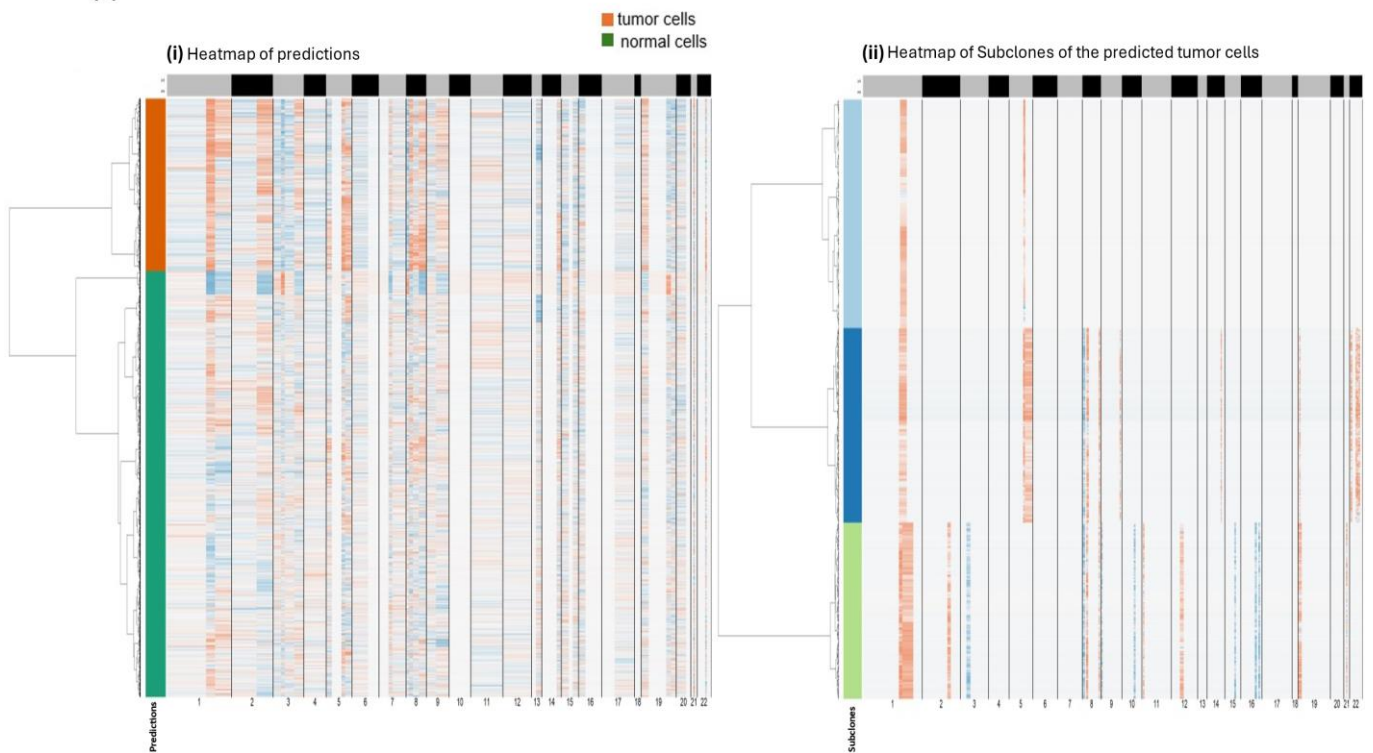 tumor cells
normal cells
(i) Heatmap of predictions
(ii) Heatmap of Subclones of the predicted tumor cells
1 2 3 4 5 6 7 8 9 10 11 12 13 14 15 16 17 18 19 20 21 22
Predictions
1 2 3 4 5 6 7 8 9 10 11 12 13 14 15 16 17 18 19 20 21 22
Subclones